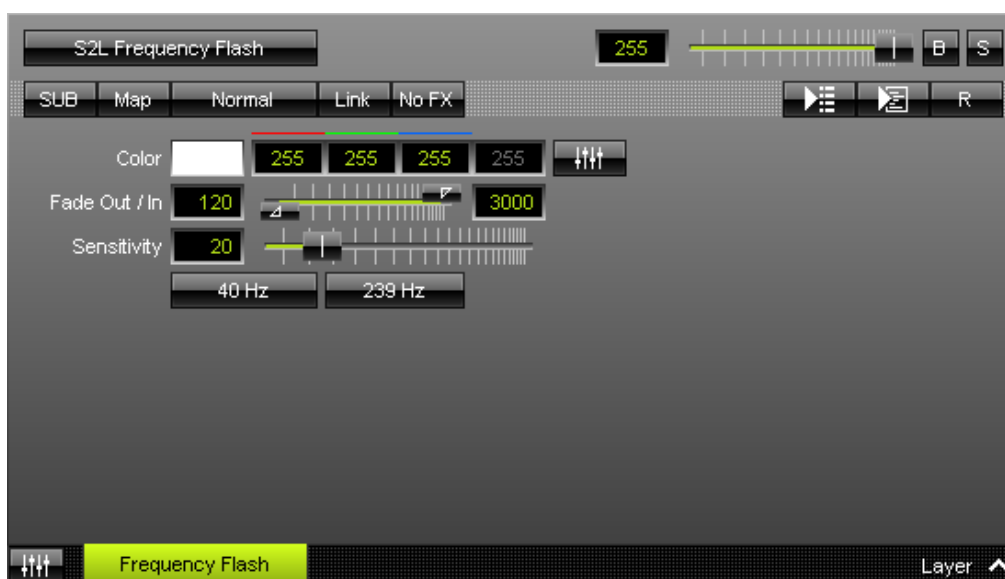 S2L Frequency Flash 255 B S
SUB Map Normal Link No FX R
Color 255 255 255 255
Fade Out / In 120 3000
Sensitivity 20
40 Hz 239 Hz
Frequency Flash Layer